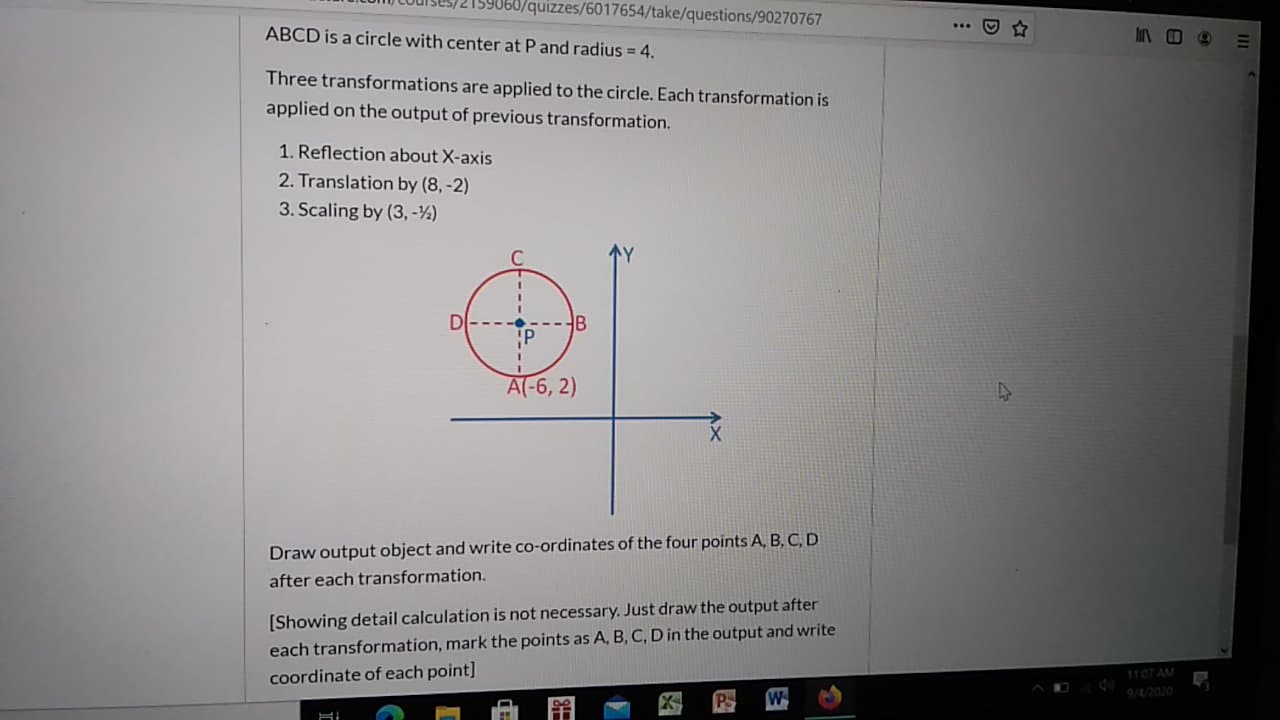 /2159060/quizzes/6017654/take/questions/90270767
ABCD is a circle with center at P and radius = 4.
Three transformations are applied to the circle. Each transformation is
applied on the output of previous transformation.
1. Reflection about X-axis
2. Translation by (8, -2)
3. Scaling by (3, -½)
C
Y
D
B
P
A(-6, 2)
X
Draw output object and write co-ordinates of the four points A, B, C, D
after each transformation.
[Showing detail calculation is not necessary. Just draw the output after
each transformation, mark the points as A, B, C, D in the output and write
coordinate of each point]
11:07 AM
9/4/2020